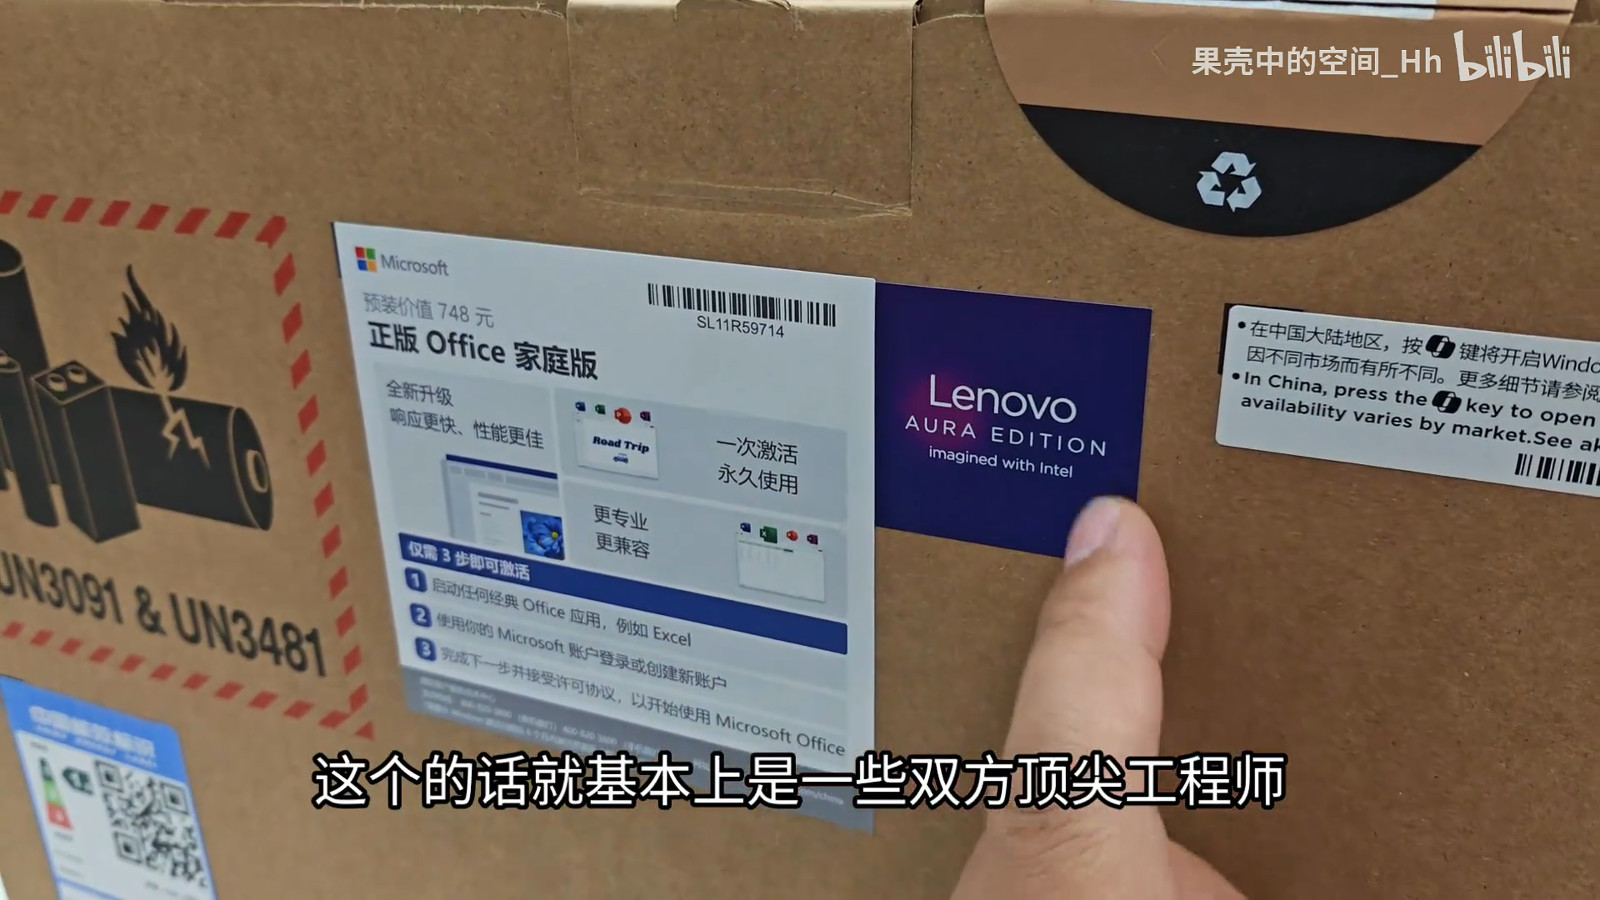 果壳中的空间_Hh bilibili
Microsoft
预装价值 748 元
正版 Office 家庭版
SL11R59714
全新升级
响应更快、性能更佳
Road Trip
一次激活
永久使用
更专业
更兼容
仅需 3 步即可激活
1 启动任何经典 Office 应用，例如 Excel
2 使用你的 Microsoft 账户登录或创建新账户
3 完成下一步并接受许可协议，以开始使用 Microsoft Office
Lenovo
AURA EDITION
imagined with Intel
•在中国大陆地区，按 键将开启Windo
因不同市场而有所不同。更多细节请参阅
•In China, press the key to open
availability varies by market.See ak
UN3091 & UN3481
这个的话就基本上是一些双方顶尖工程师